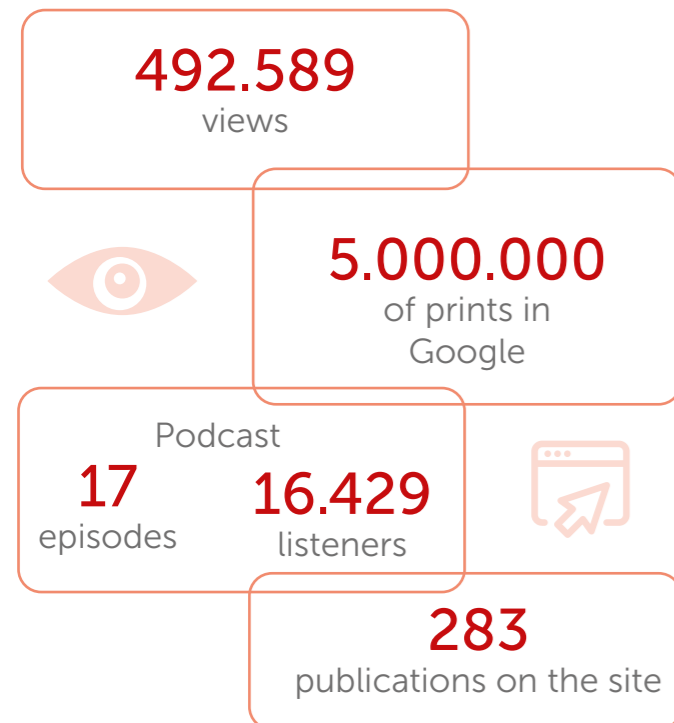 492.589
views
5.000.000
of prints in
Google
Podcast
17
episodes
16.429
listeners
283
publications on the site